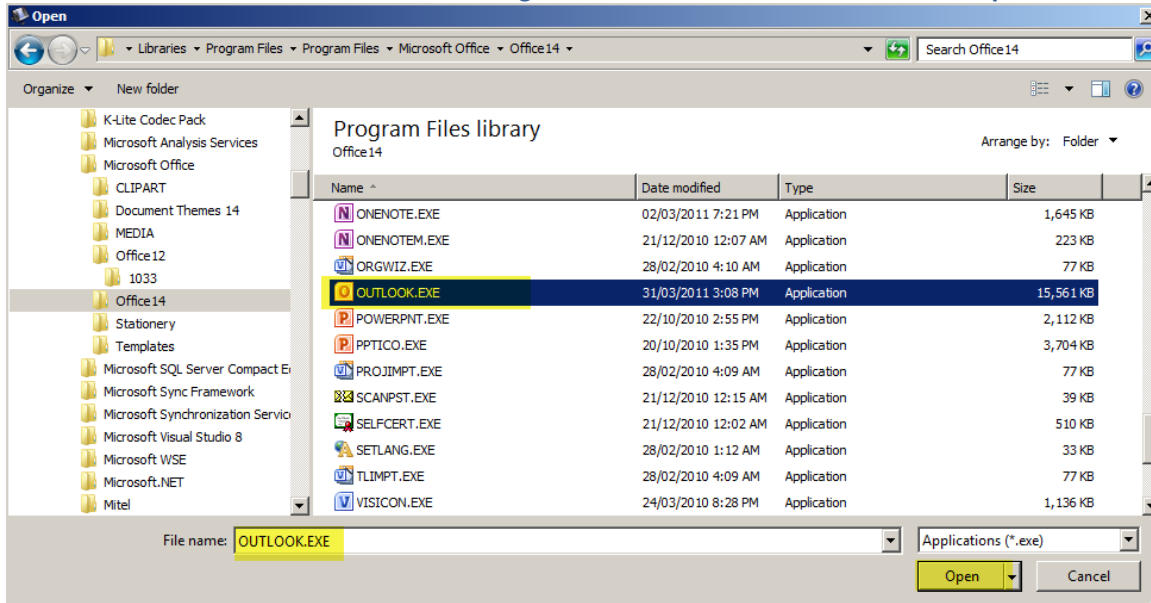 Open
Libraries Program Files Program Files Microsoft Office Office14
Search Office14
Organize New folder
K-Lite Codec Pack
Microsoft Analysis Services
Microsoft Office
CLIPART
Document Themes 14
MEDIA
Office12
1033
Office14
Stationery
Templates
Microsoft SQL Server Compact E
Microsoft Sync Framework
Microsoft Synchronization Servic
Microsoft Visual Studio 8
Microsoft WSE
Microsoft.NET
Mitel
Program Files library
Office14
Arrange by: Folder
Name Date modified Type Size
ONENOTE.EXE 02/03/2011 7:21 PM Application 1,645 KB
ONENOTEM.EXE 21/12/2010 12:07 AM Application 223 KB
ORGWIZ.EXE 28/02/2010 4:10 AM Application 77 KB
OUTLOOK.EXE 31/03/2011 3:08 PM Application 15,561 KB
POWERPNT.EXE 22/10/2010 2:55 PM Application 2,112 KB
PPTICO.EXE 20/10/2010 1:35 PM Application 3,704 KB
PROJIMPT.EXE 28/02/2010 4:09 AM Application 77 KB
SCANPST.EXE 21/12/2010 12:15 AM Application 39 KB
SELFCERT.EXE 21/12/2010 12:02 AM Application 510 KB
SETLANG.EXE 28/02/2010 1:12 AM Application 33 KB
TLIMPT.EXE 28/02/2010 4:09 AM Application 77 KB
VISICON.EXE 24/03/2010 8:28 PM Application 1,136 KB
File name: OUTLOOK.EXE
Applications (*.exe)
Open Cancel